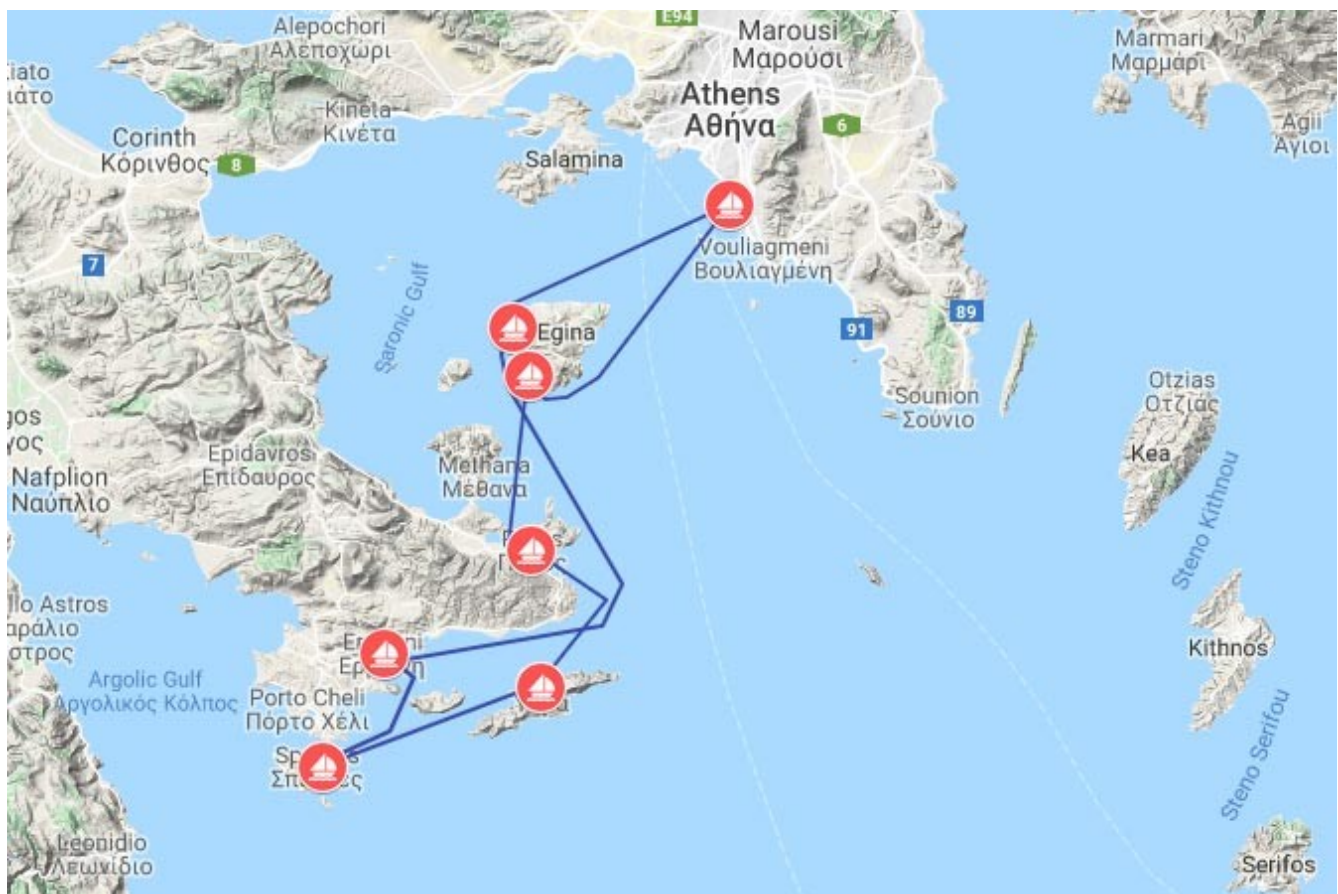 E94
Alepochori
Αλεποχώρι
Marousi
Μαρούσι
Marmari
Μαρμάρι
Athens
Αθήνα
Kineta
Κινέτα
6
Agii
Άγιοι
Corinth
Κόρινθος
8
Salamina
7
Vouliagmeni
Βουλιαγμένη
Saronic Gulf
Egina
91
89
Sounion
Σούνιο
Otzias
Οτζιάς
Kea
Epidavros
Επίδαυρος
Methana
Μέθανα
Nafplion
Ναύπλιο
Steno Kithnou
Astros
Kithnos
Argolic Gulf
Αργολικός Κόλπος
Porto Cheli
Πόρτο Χέλι
Steno Serifou
Leonidio
Λεωνίδιο
Serifos